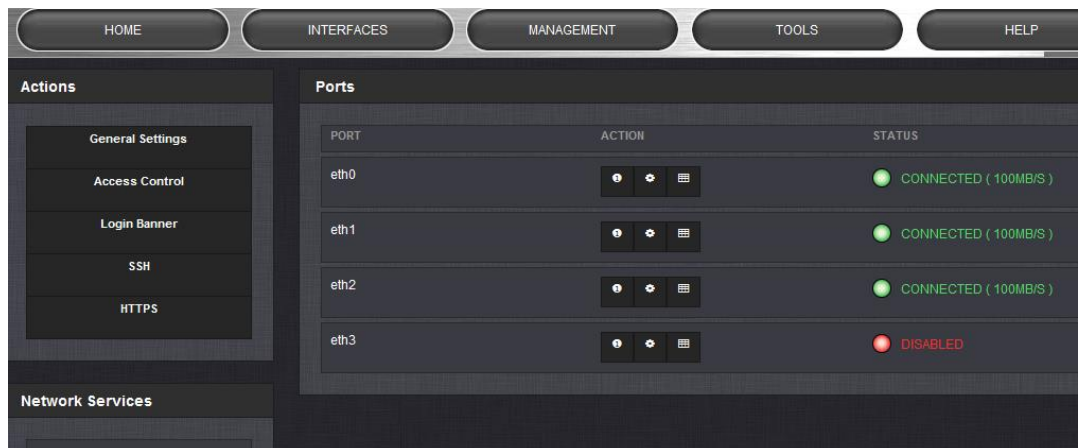 HOME INTERFACES MANAGEMENT TOOLS HELP
Actions
General Settings
Access Control
Login Banner
SSH
HTTPS
Network Services
Ports
PORT ACTION STATUS
eth0 CONNECTED ( 100MB/S )
eth1 CONNECTED ( 100MB/S )
eth2 CONNECTED ( 100MB/S )
eth3 DISABLED